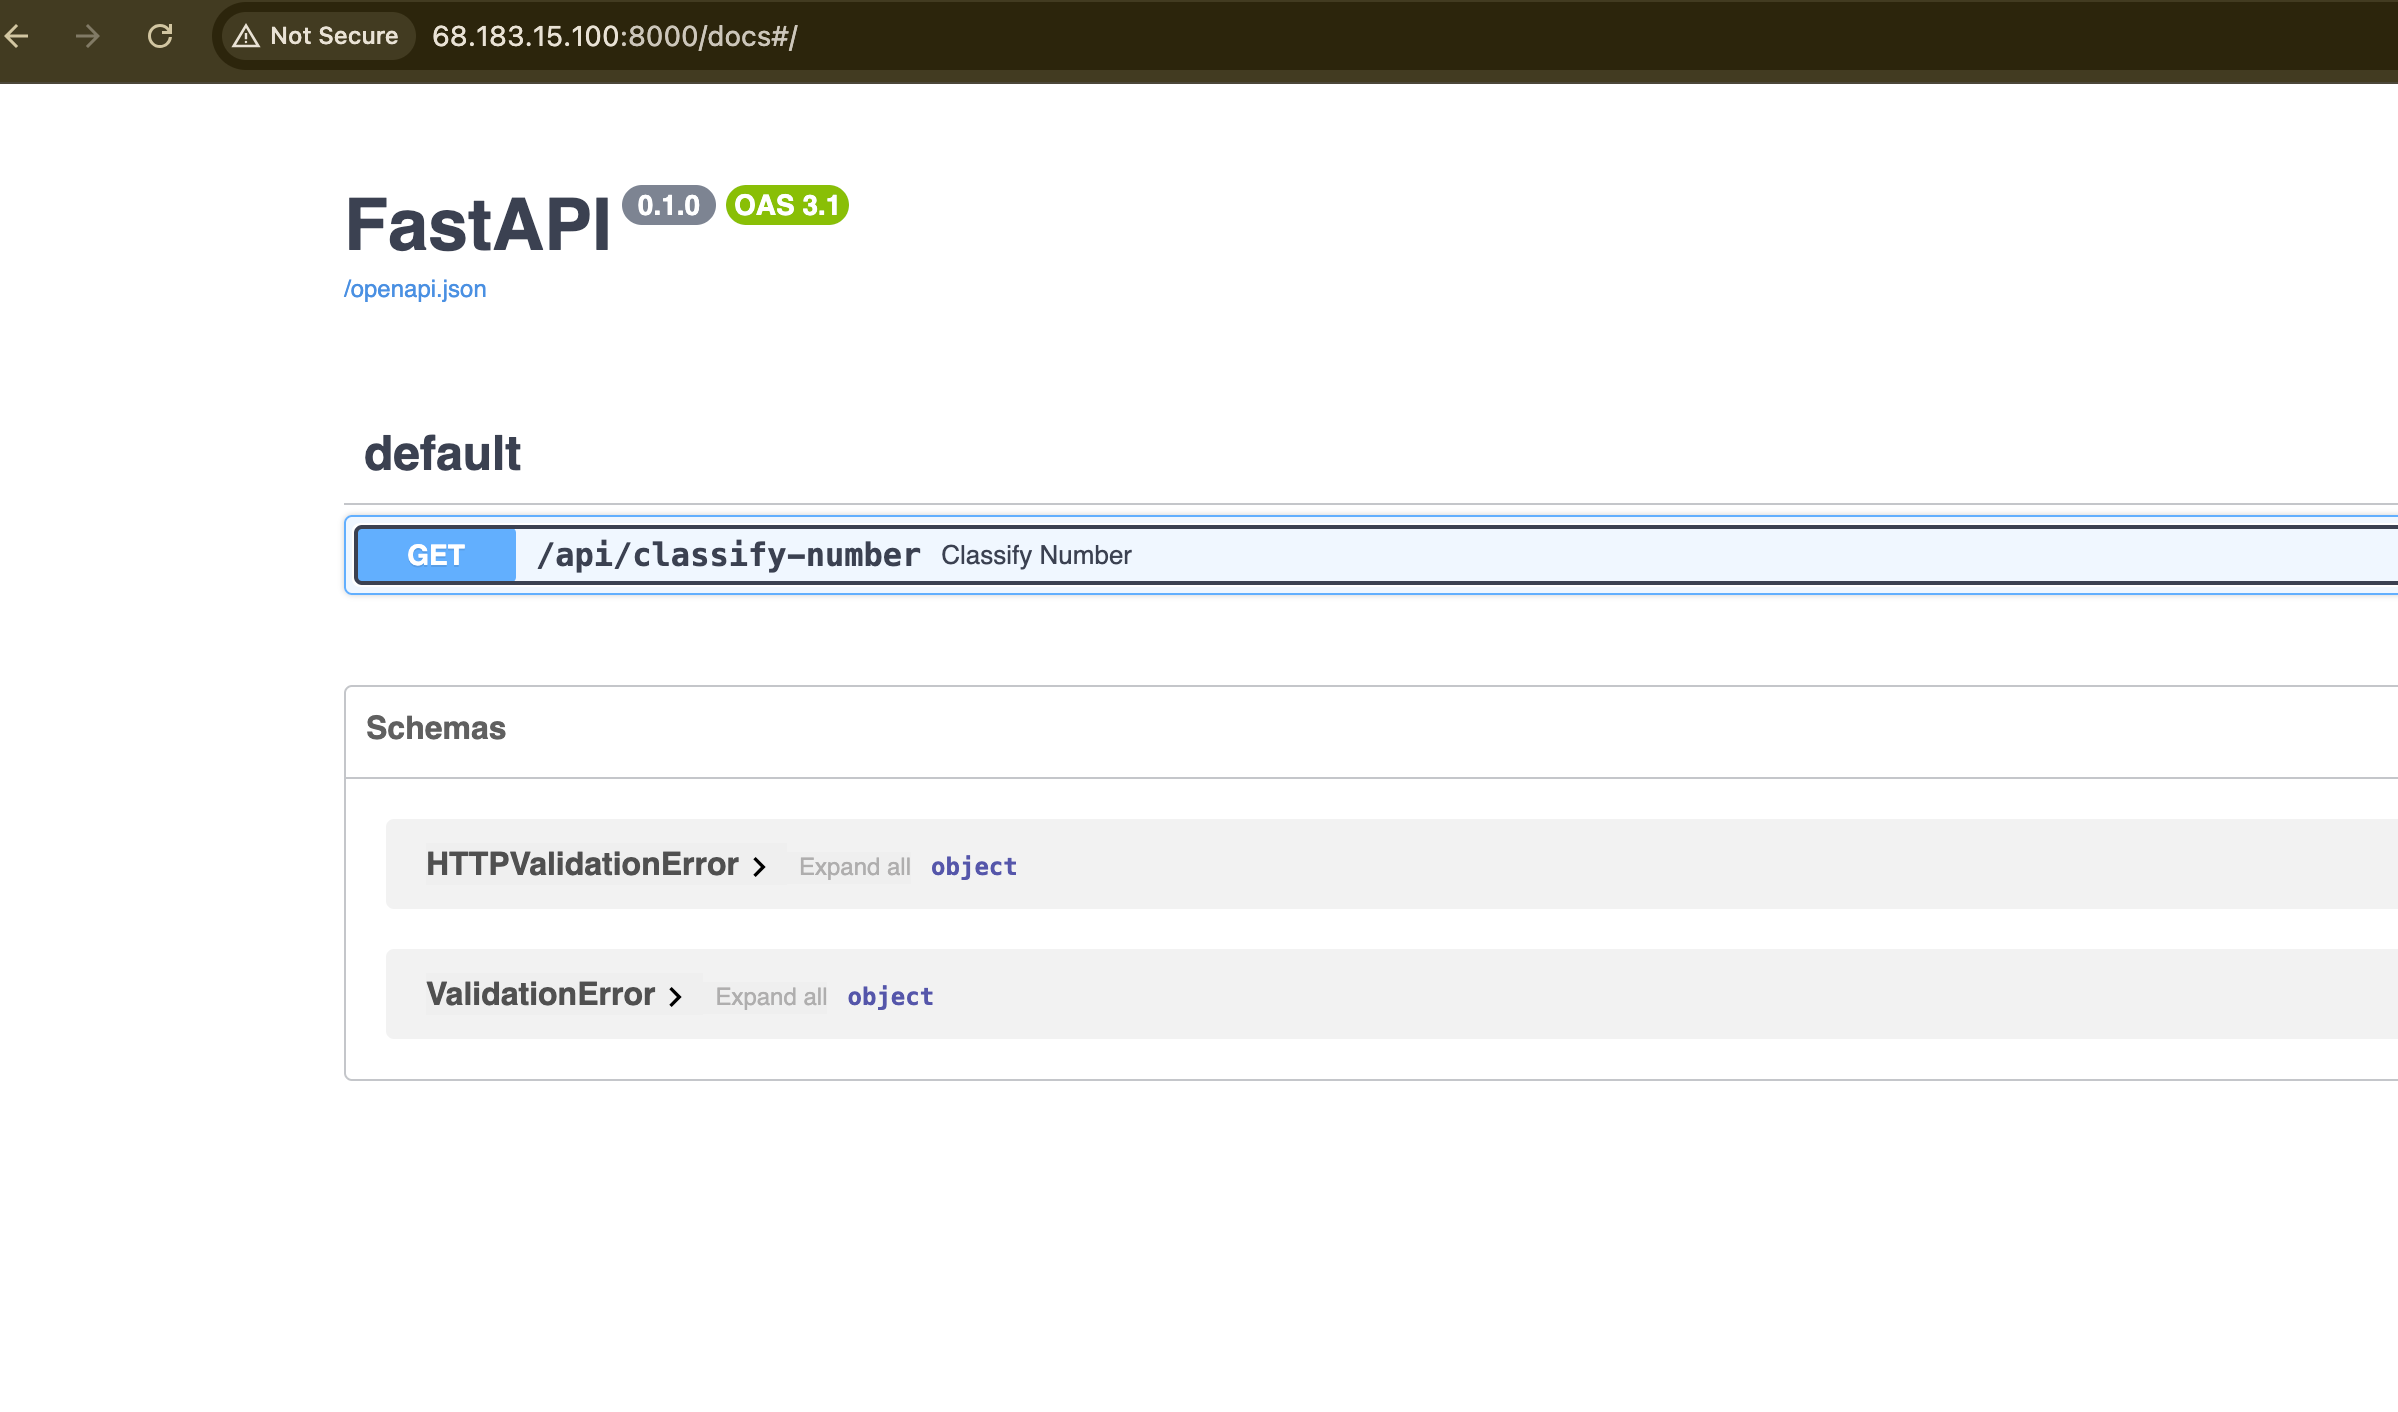 Not Secure 68.183.15.100:8000/docs#/
FastAPI 0.1.0 OAS 3.1
/openapi.json
default
GET /api/classify-number Classify Number
Schemas
HTTPValidationError Expand all object
ValidationError Expand all object